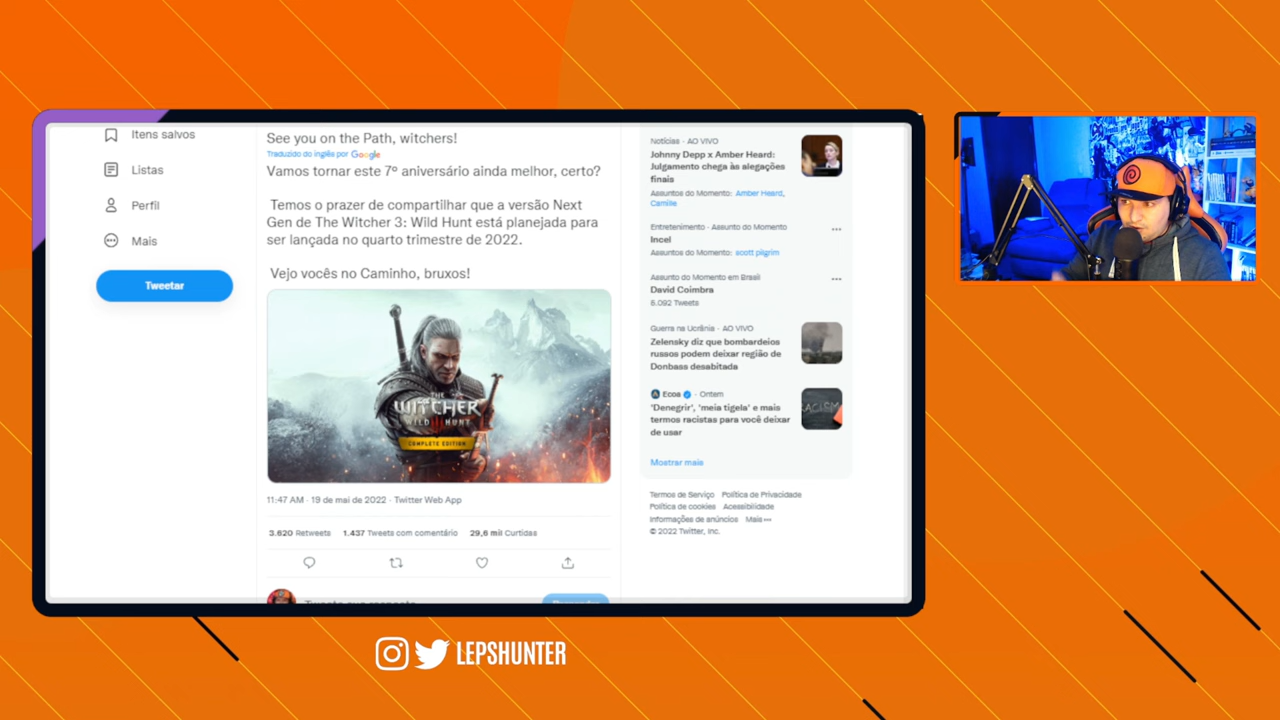 Itens salvos
Listas
Perfil
Mais
Tweetar
See you on the Path, witchers!
Traduzido do inglês por Google
Vamos tornar este 7º aniversário ainda melhor, certo?
Temos o prazer de compartilhar que a versão Next
Gen de The Witcher 3: Wild Hunt está planejada para
ser lançada no quarto trimestre de 2022.
Vejo vocês no Caminho, bruxos!
THE
WITCHER
WILD HUNT
COMPLETE EDITION
11:47 AM · 19 de mai de 2022 · Twitter Web App
3.620 Retweets 1.437 Tweets com comentário 29,6 mil Curtidas
Notícias · AO VIVO
Johnny Depp x Amber Heard:
Julgamento chega às alegações
finais
Assuntos do Momento: Amber Heard,
Camille
Entretenimento · Assunto do Momento
Incel
Assuntos do Momento: scott pilgrim
Assunto do Momento em Brasil
David Coimbra
6.092 Tweets
Guerra na Ucrânia · AO VIVO
Zelensky diz que bombardeios
russos podem deixar região de
Donbass desabitada
Ecoa · Ontem
'Denegrir', 'meia tigela' e mais
termos racistas para você deixar
de usar
RACISM
Mostrar mais
Termos de Serviço Política de Privacidade
Política de cookies Acessibilidade
Informações de anúncios Mais
© 2022 Twitter, Inc.
LEPSHUNTER